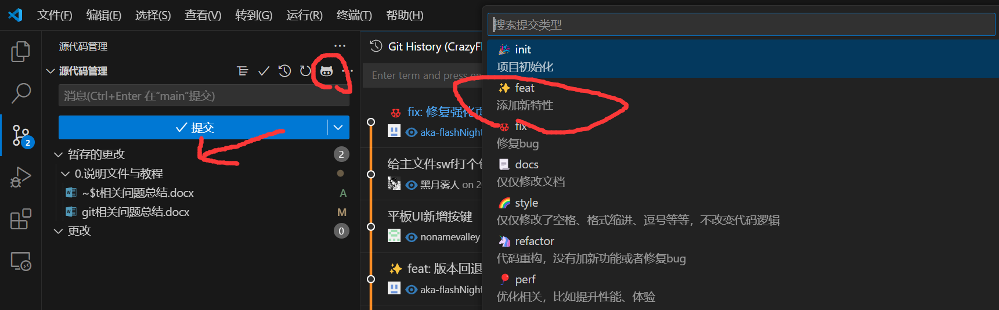 文件(F) 编辑(E) 选择(S) 查看(V) 转到(G) 运行(R) 终端(T) 帮助(H)
源代码管理
源代码管理
消息(Ctrl+Enter 在“main”提交)
提交
暂存的更改
2
0.说明文件与教程
~$t相关问题总结.docx
A
git相关问题总结.docx
M
更改
0
2
Git History (CrazyFl
Enter term and press en
fix: 修复强化页
aka-flashNight
给主文件swf打个
黑月雾人 on 2
平板UI新增按键
nonamevalley
feat: 版本回退
aka-flashNight
搜索提交类型
init
项目初始化
feat
添加新特性
fix
修复bug
docs
仅仅修改文档
style
仅仅修改了空格、格式缩进、逗号等等，不改变代码逻辑
refactor
代码重构，没有加新功能或者修复bug
perf
优化相关，比如提升性能、体验